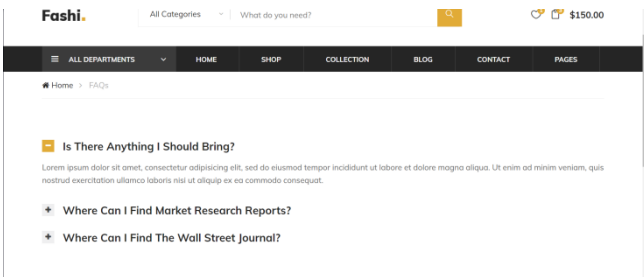 Fashi.
All Categories
What do you need?
$150.00
ALL DEPARTMENTS
HOME
SHOP
COLLECTION
BLOG
CONTACT
PAGES
Home > FAQs
Is There Anything I Should Bring?
Lorem ipsum dolor sit amet, consectetur adipisicing elit, sed do eiusmod tempor incididunt ut labore et dolore magna aliqua. Ut enim ad minim veniam, quis
nostrud exercitation ullamco laboris nisi ut aliquip ex ea commodo consequat.
Where Can I Find Market Research Reports?
Where Can I Find The Wall Street Journal?